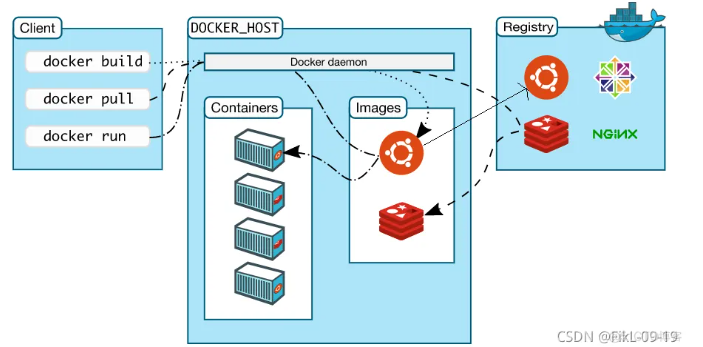 Client
docker build
docker pull
docker run
DOCKER_HOST
Docker daemon
Containers
Images
Registry
NGINX
CSDN @FikL-09-19